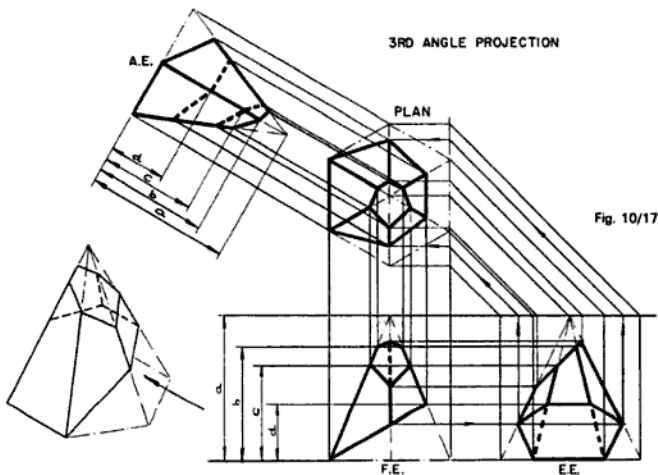 3RD ANGLE PROJECTION
A.E.
PLAN
d
c
b
a
Fig. 10/17
a
b
c
d
F.E.
E.E.